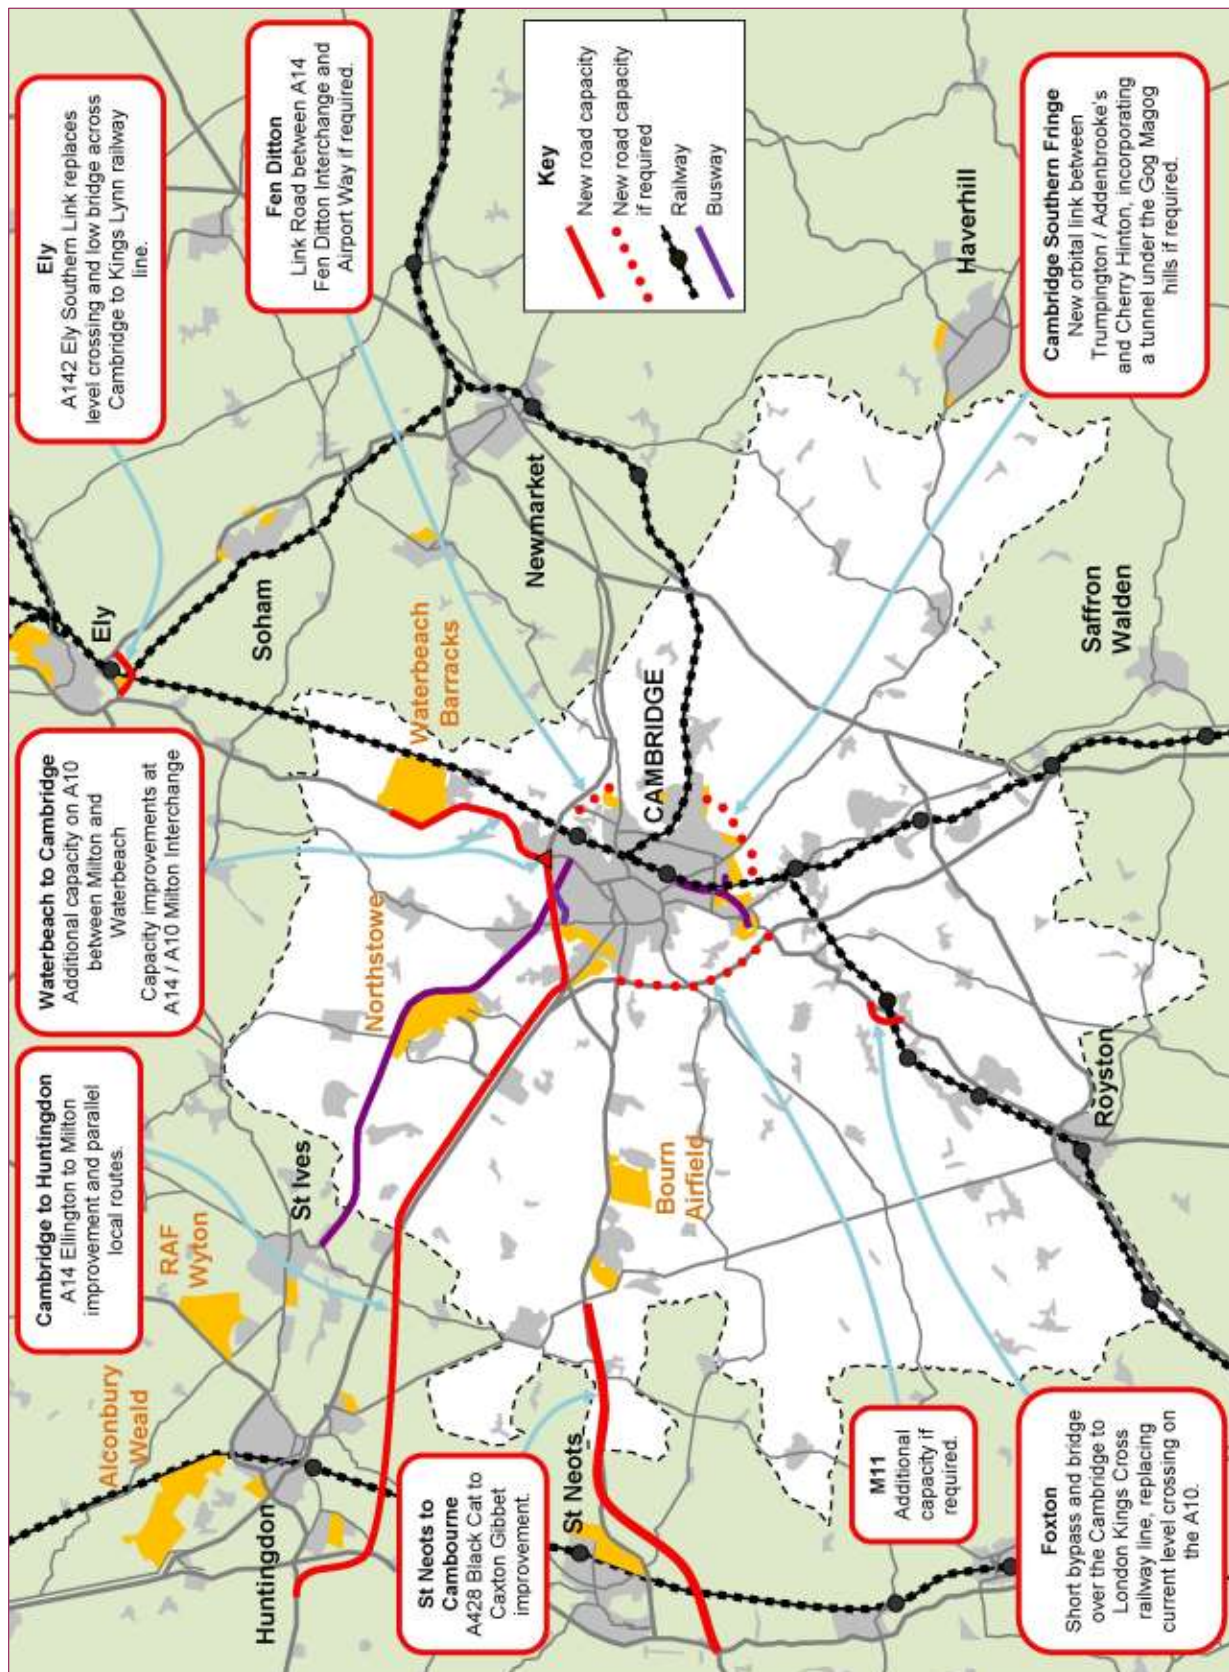 Cambridge to Huntingdon
A14 Ellington to Milton
improvement and parallel
local routes.
Waterbeach to Cambridge
Additional capacity on A10
between Milton and
Waterbeach
Capacity improvements at
A14 / A10 Milton Interchange
Ely
A142 Ely Southern Link replaces
level crossing and low bridge across
Cambridge to Kings Lynn railway
line.
Fen Ditton
Link Road between A14
Fen Ditton Interchange and
Airport Way if required.
Alconbury
Weald
RAF
Wyton
Huntingdon
St Ives
Northstowe
Ely
Soham
Waterbeach
Barracks
Newmarket
Key
New road capacity
New road capacity
if required
Railway
Busway
St Neots to
Cambourne
A428 Black Cat to
Caxton Gibbet
improvement.
St Neots
Bourn
Airfield
CAMBRIDGE
M11
Additional
capacity if
required.
Foxton
Short bypass and bridge
over the Cambridge to
London Kings Cross
railway line, replacing
current level crossing on
the A10.
Royston
Saffron
Walden
Haverhill
Cambridge Southern Fringe
New orbital link between
Trumpington / Addenbrooke's
and Cherry Hinton, incorporating
a tunnel under the Gog Magog
hills if required.